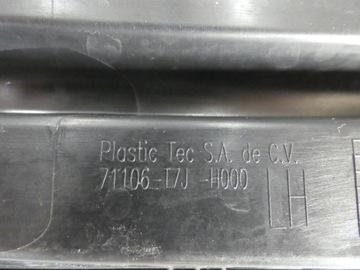 Plastic Tec S.A. de C.V.
71106-T7J -H000
LH